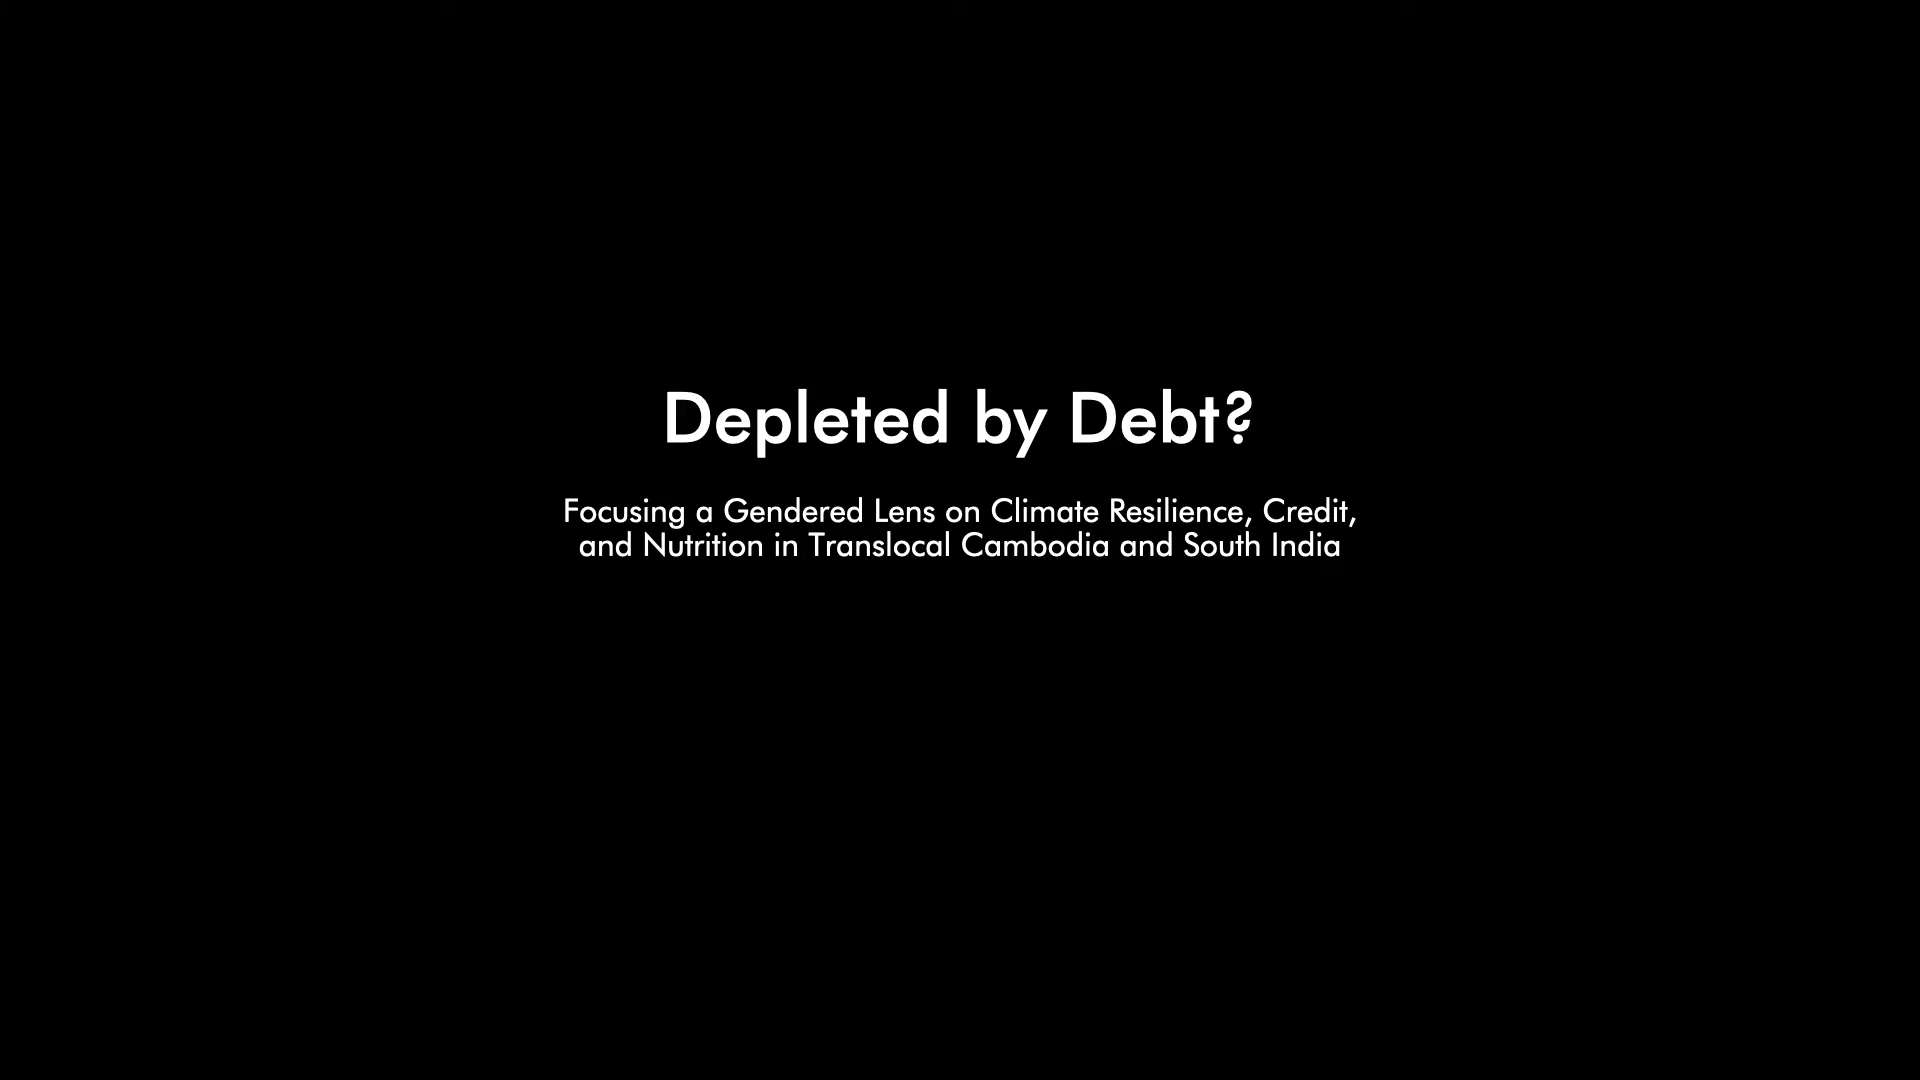 Depleted by Debt?
Focusing a Gendered Lens on Climate Resilience, Credit,
and Nutrition in Translocal Cambodia and South India